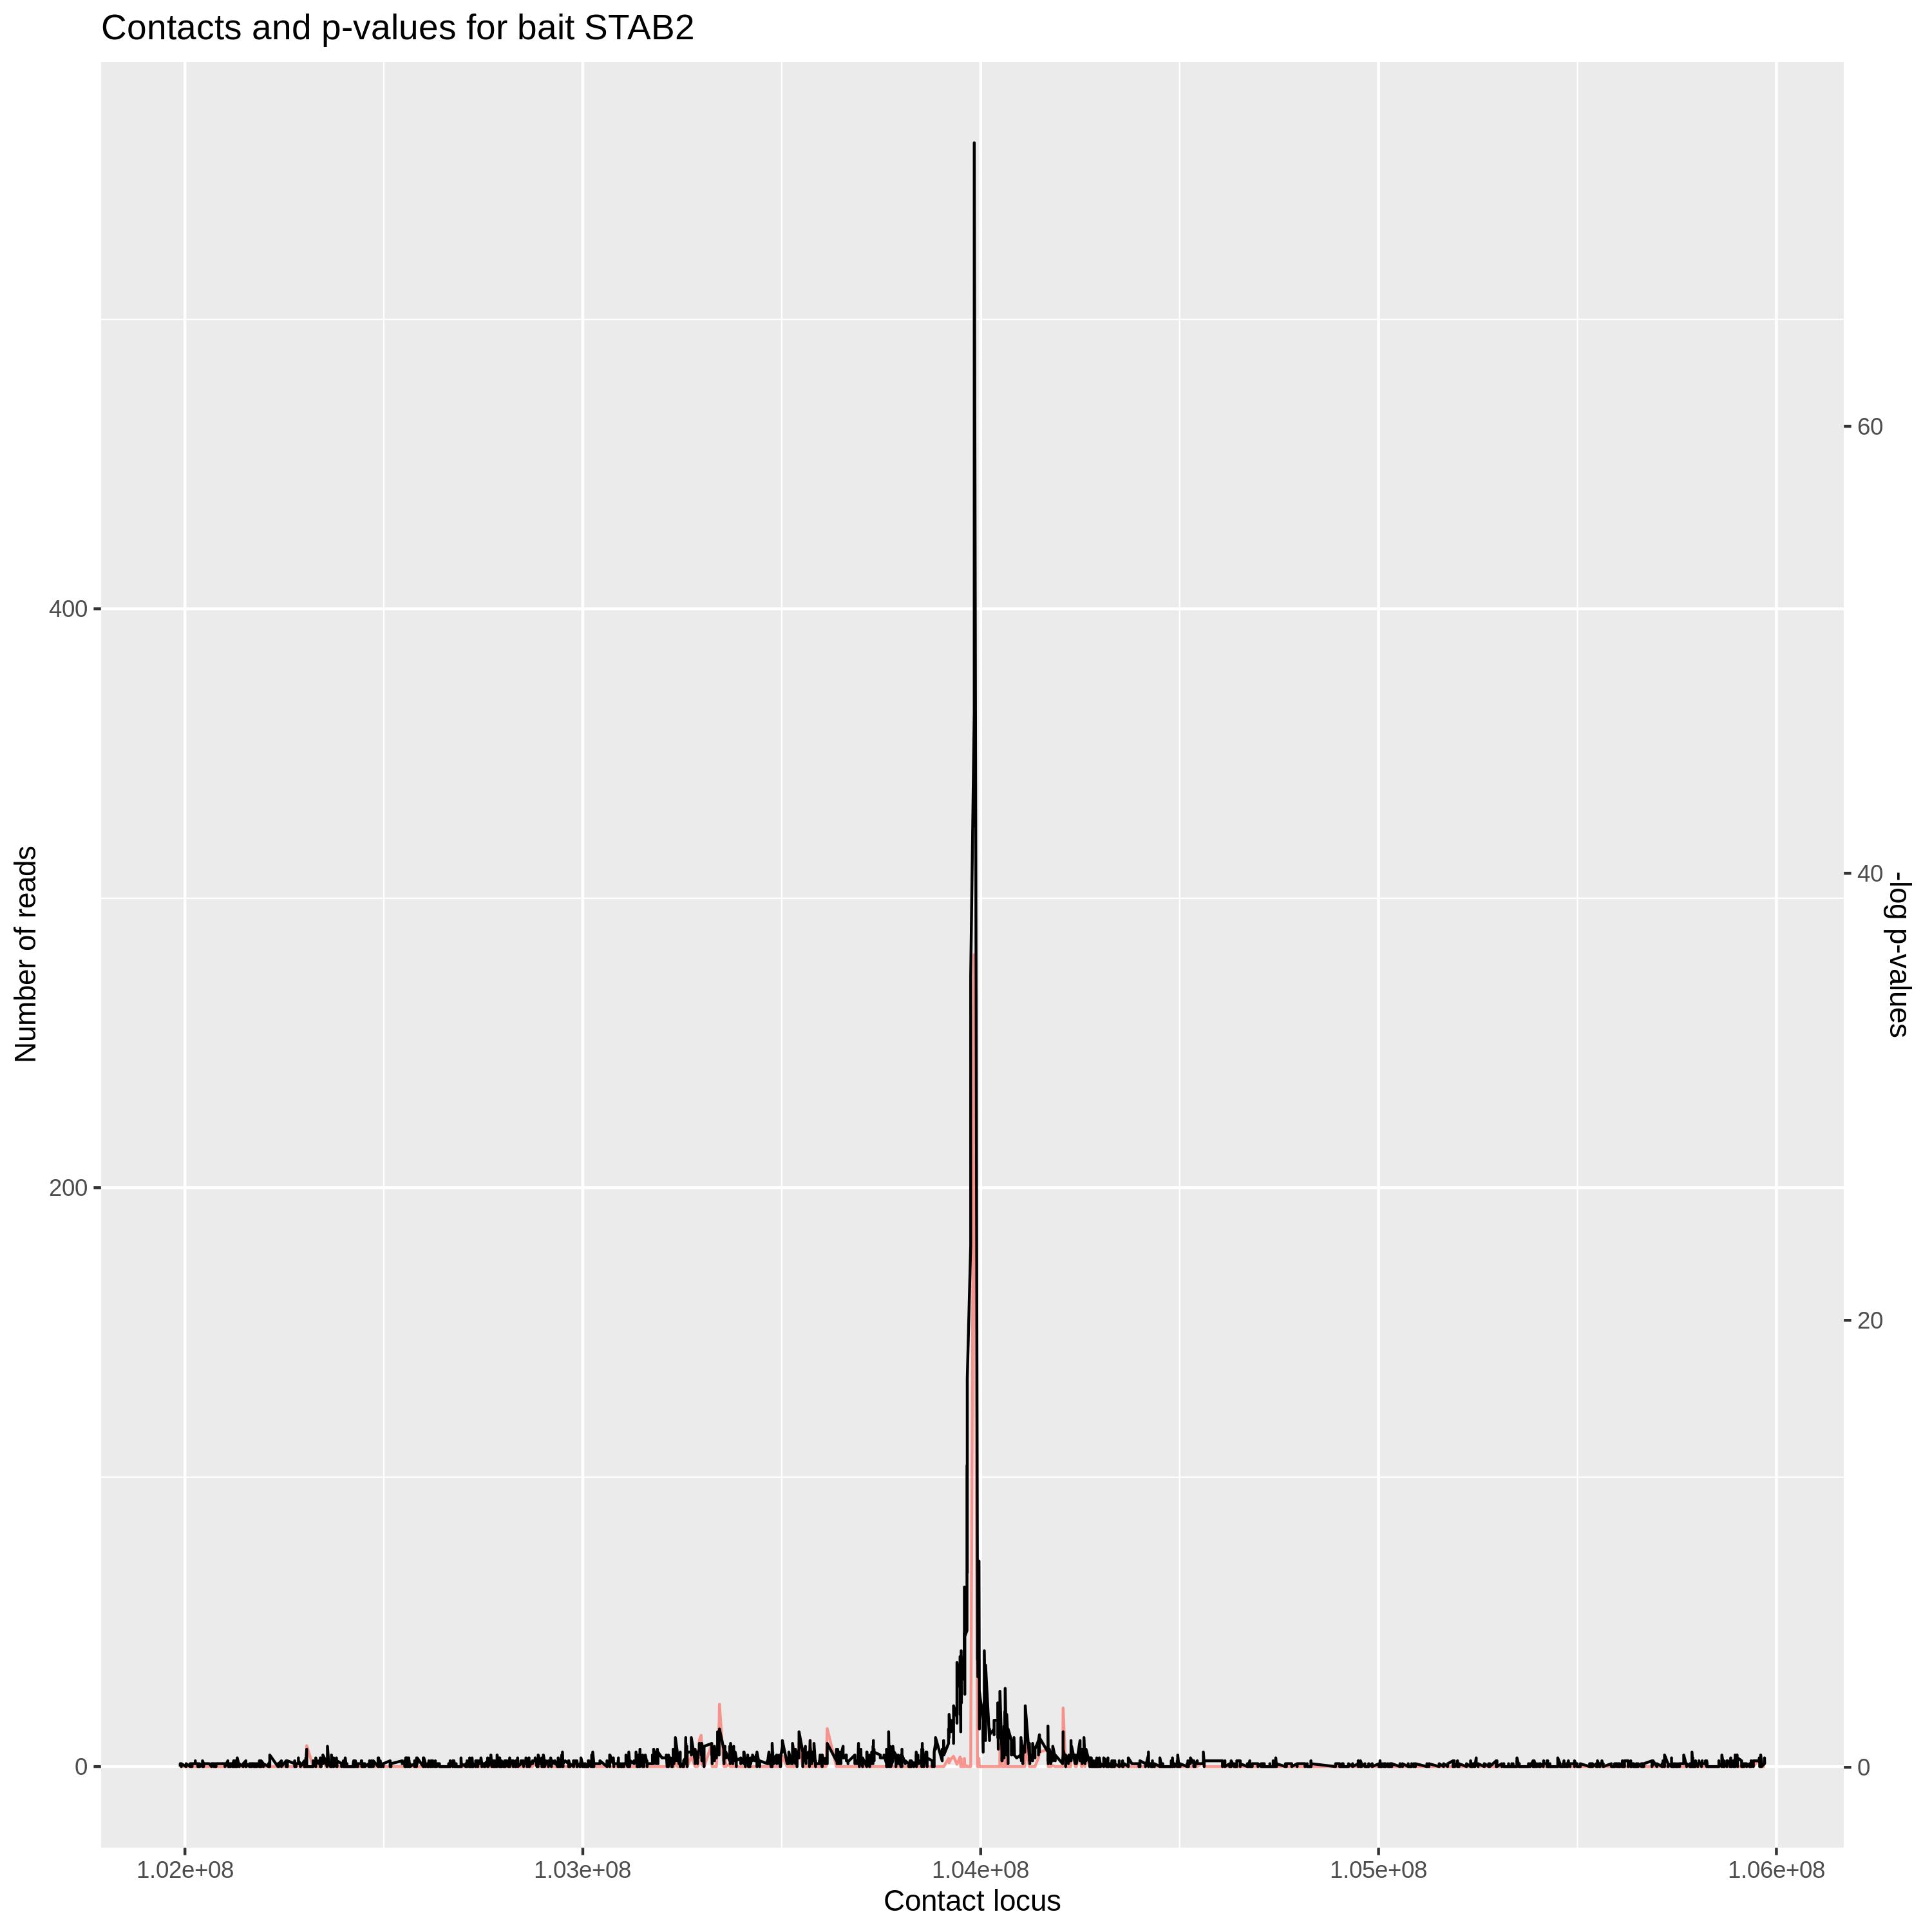 Contacts and p-values for bait STAB2
Number of reads
400
200
0
60
40
20
0
-log p-values
1.02e+08
1.03e+08
1.04e+08
1.05e+08
1.06e+08
Contact locus